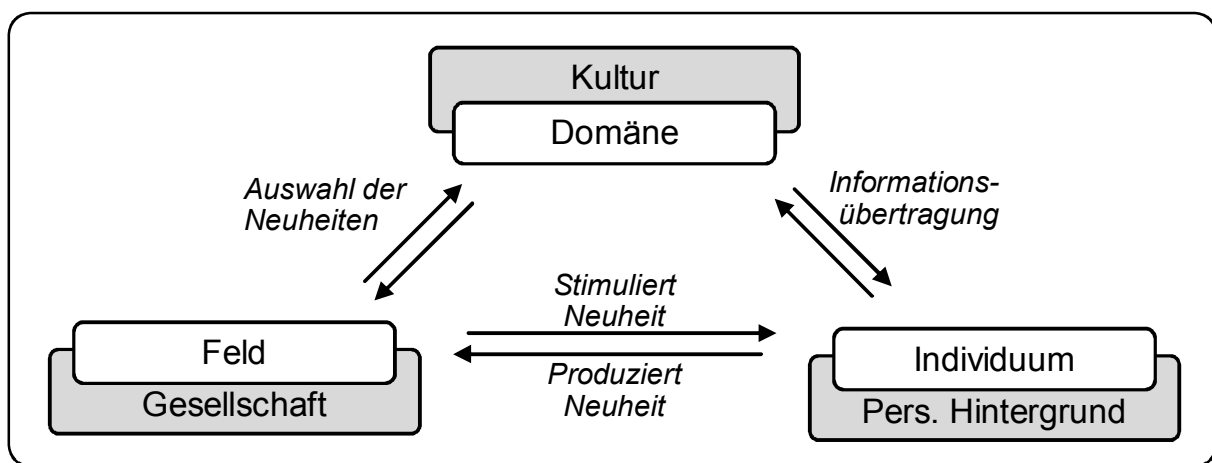 Kultur
Domäne
Auswahl der
Neuheiten
Informations-
übertragung
Stimuliert
Neuheit
Feld
Gesellschaft
Produziert
Neuheit
Individuum
Pers. Hintergrund